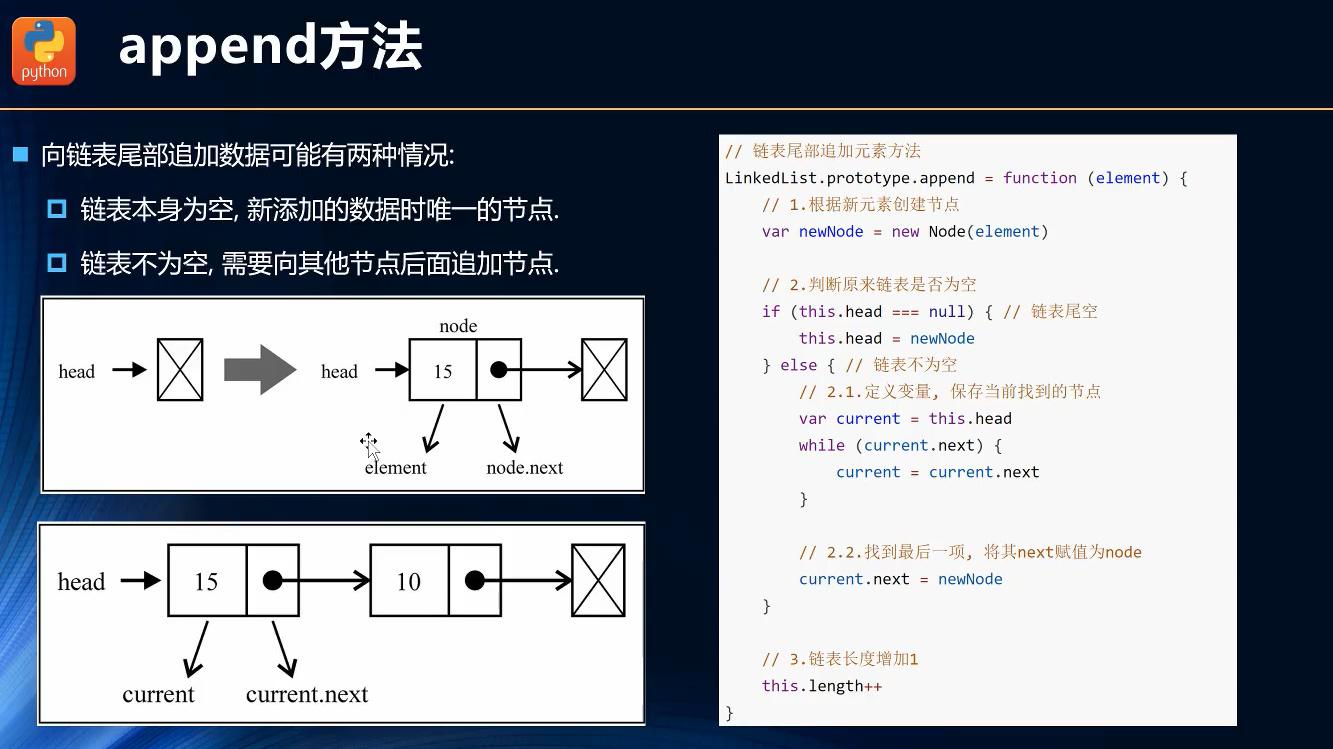 python
append方法
向链表尾部追加数据可能有两种情况:
链表本身为空, 新添加的数据时唯一的节点.
链表不为空, 需要向其他节点后面追加节点.
node
head
head
15
element
node.next
head
15
10
current
current.next
// 链表尾部追加元素方法
LinkedList.prototype.append = function (element) {
    // 1.根据新元素创建节点
    var newNode = new Node(element)
    // 2.判断原来链表是否为空
    if (this.head === null) { // 链表尾空
        this.head = newNode
    } else { // 链表不为空
        // 2.1.定义变量, 保存当前找到的节点
        var current = this.head
        while (current.next) {
            current = current.next
        }
        // 2.2.找到最后一项, 将其next赋值为node
        current.next = newNode
    }
    // 3.链表长度增加1
    this.length++
}